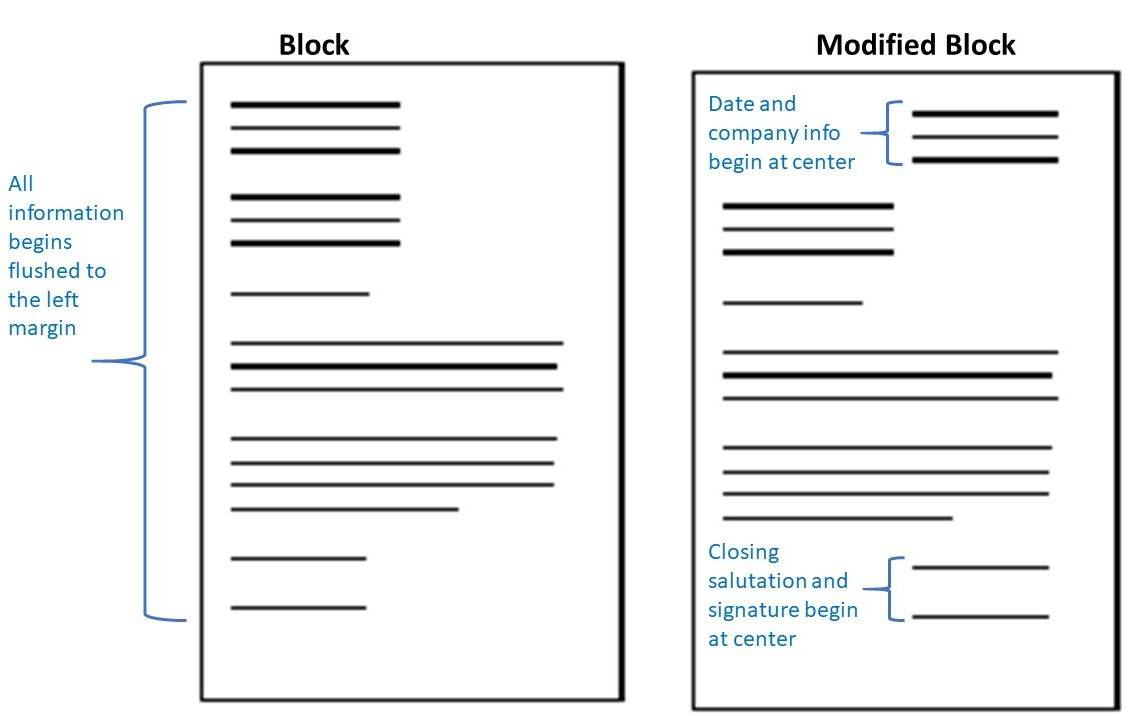 Block
All
information
begins
flushed to
the left
margin
Modified Block
Date and
company info
begin at center
Closing
salutation and
signature begin
at center